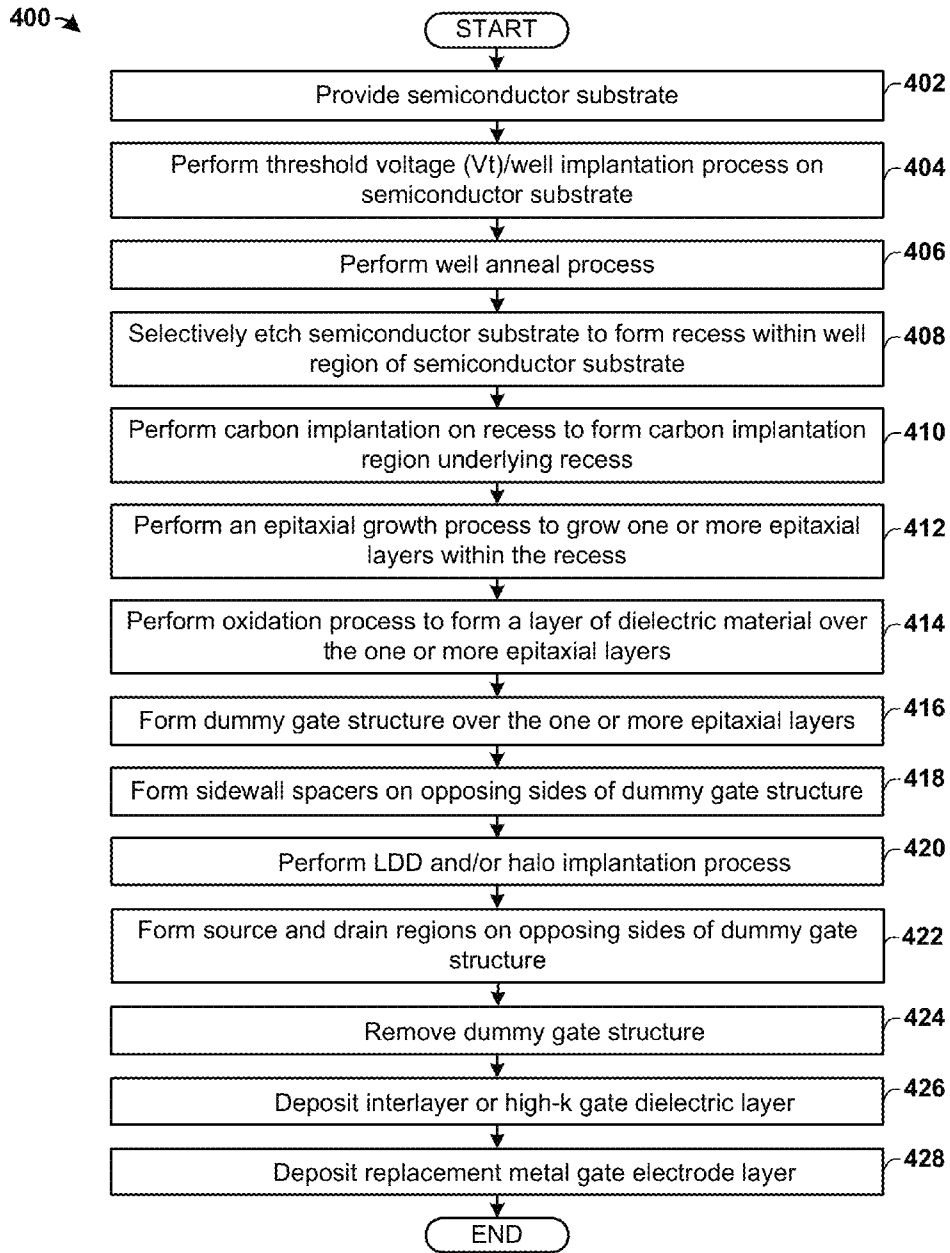 400
START
Provide semiconductor substrate
402
Perform threshold voltage (Vt)/well implantation process on
semiconductor substrate
404
Perform well anneal process
406
Selectively etch semiconductor substrate to form recess within well
region of semiconductor substrate
408
Perform carbon implantation on recess to form carbon implantation
region underlying recess
410
Perform an epitaxial growth process to grow one or more epitaxial
layers within the recess
412
Perform oxidation process to form a layer of dielectric material over
the one or more epitaxial layers
414
Form dummy gate structure over the one or more epitaxial layers
416
Form sidewall spacers on opposing sides of dummy gate structure
418
Perform LDD and/or halo implantation process
420
Form source and drain regions on opposing sides of dummy gate
structure
422
Remove dummy gate structure
424
Deposit interlayer or high-k gate dielectric layer
426
Deposit replacement metal gate electrode layer
428
END